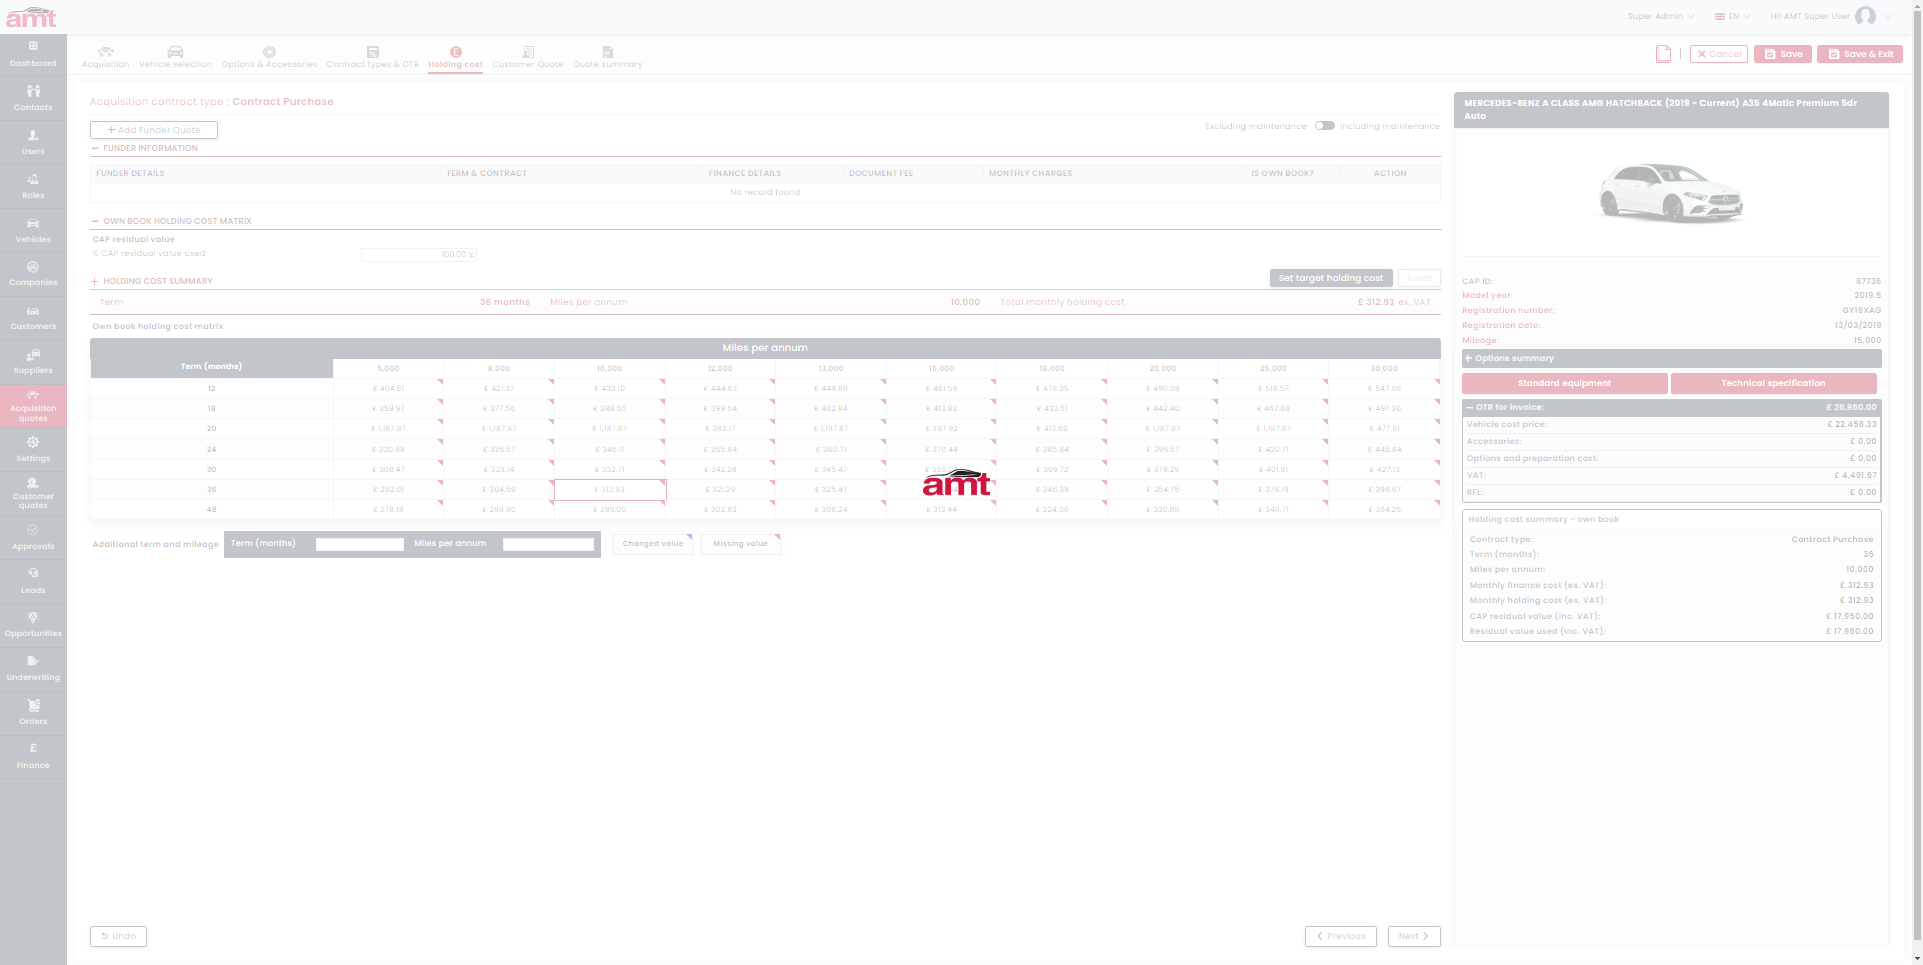 amt
Super Admin
EN
Hi! AMT Super User
Dashboard
Contacts
Users
Roles
Vehicles
Companies
Customers
Suppliers
Acquisition quotes
Settings
Customer quotes
Approvals
Leads
Opportunities
Underwriting
Orders
£
Finance
Acquisition
Vehicle selection
Options & Accessories
Contract types & OTR
Holding cost
Customer Quote
Quote summary
Cancel
Save
Save & Exit
Acquisition contract type : Contract Purchase
+ Add Funder Quote
Excluding maintenance
Including maintenance
— FUNDER INFORMATION
FUNDER DETAILS TERM & CONTRACT FINANCE DETAILS DOCUMENT FEE MONTHLY CHARGES IS OWN BOOK? ACTION
No record found
— OWN BOOK HOLDING COST MATRIX
CAP residual value
% CAP residual value used 100.00 %
+ HOLDING COST SUMMARY
Set target holding cost
Reset
Term 36 months Miles per annum 10,000 Total monthly holding cost £ 312.93 ex. VAT
Own book holding cost matrix
Miles per annum
Term (months) 5,000 8,000 10,000 12,000 13,000 15,000 18,000 20,000 25,000 30,000
12 £ 404.61 £ 421.37 £ 433.10 £ 444.83 £ 449.86 £ 461.59 £ 478.35 £ 490.08 £ 518.57 £ 547.06
18 £ 359.97 £ 377.56 £ 388.55 £ 399.54 £ 402.84 £ 413.83 £ 432.51 £ 442.40 £ 467.68 £ 497.36
20 £ 1,187.87 £ 1,187.87 £ 1,187.87 £ 383.17 £ 1,187.87 £ 397.92 £ 413.66 £ 1,187.87 £ 1,187.87 £ 477.61
24 £ 320.98 £ 335.57 £ 346.11 £ 355.84 £ 360.71 £ 370.44 £ 385.84 £ 395.57 £ 420.71 £ 445.84
30 £ 308.47 £ 323.14 £ 332.71 £ 342.28 £ 345.47 £ 369.72 £ 379.29 £ 401.61 £ 427.13
36 £ 292.01 £ 304.56 £ 312.93 £ 321.29 £ 325.47 £ 346.39 £ 354.75 £ 376.19 £ 398.67
48 £ 278.18 £ 288.80 £ 296.00 £ 302.83 £ 306.24 £ 313.44 £ 324.06 £ 330.88 £ 348.71 £ 364.25
amt
Additional term and mileage
Term (months)
Miles per annum
Changed value
Missing value
Undo
Previous
Next
MERCEDES-BENZ A CLASS AMG HATCHBACK (2019 - Current) A35 4Matic Premium 5dr
Auto
CAP ID: 87736
Model year: 2019.5
Registration number: GY19XAG
Registration date: 13/03/2019
Mileage: 15,000
+ Options summary
Standard equipment
Technical specification
— OTR for invoice: £ 26,950.00
Vehicle cost price: £ 22,458.33
Accessories: £ 0.00
Options and preparation cost: £ 0.00
VAT: £ 4,491.67
RFL: £ 0.00
Holding cost summary - own book
Contract type: Contract Purchase
Term (months): 36
Miles per annum: 10,000
Monthly finance cost (ex. VAT): £ 312.93
Monthly holding cost (ex. VAT): £ 312.93
CAP residual value (inc. VAT): £ 17,950.00
Residual value used (inc. VAT): £ 17,950.00